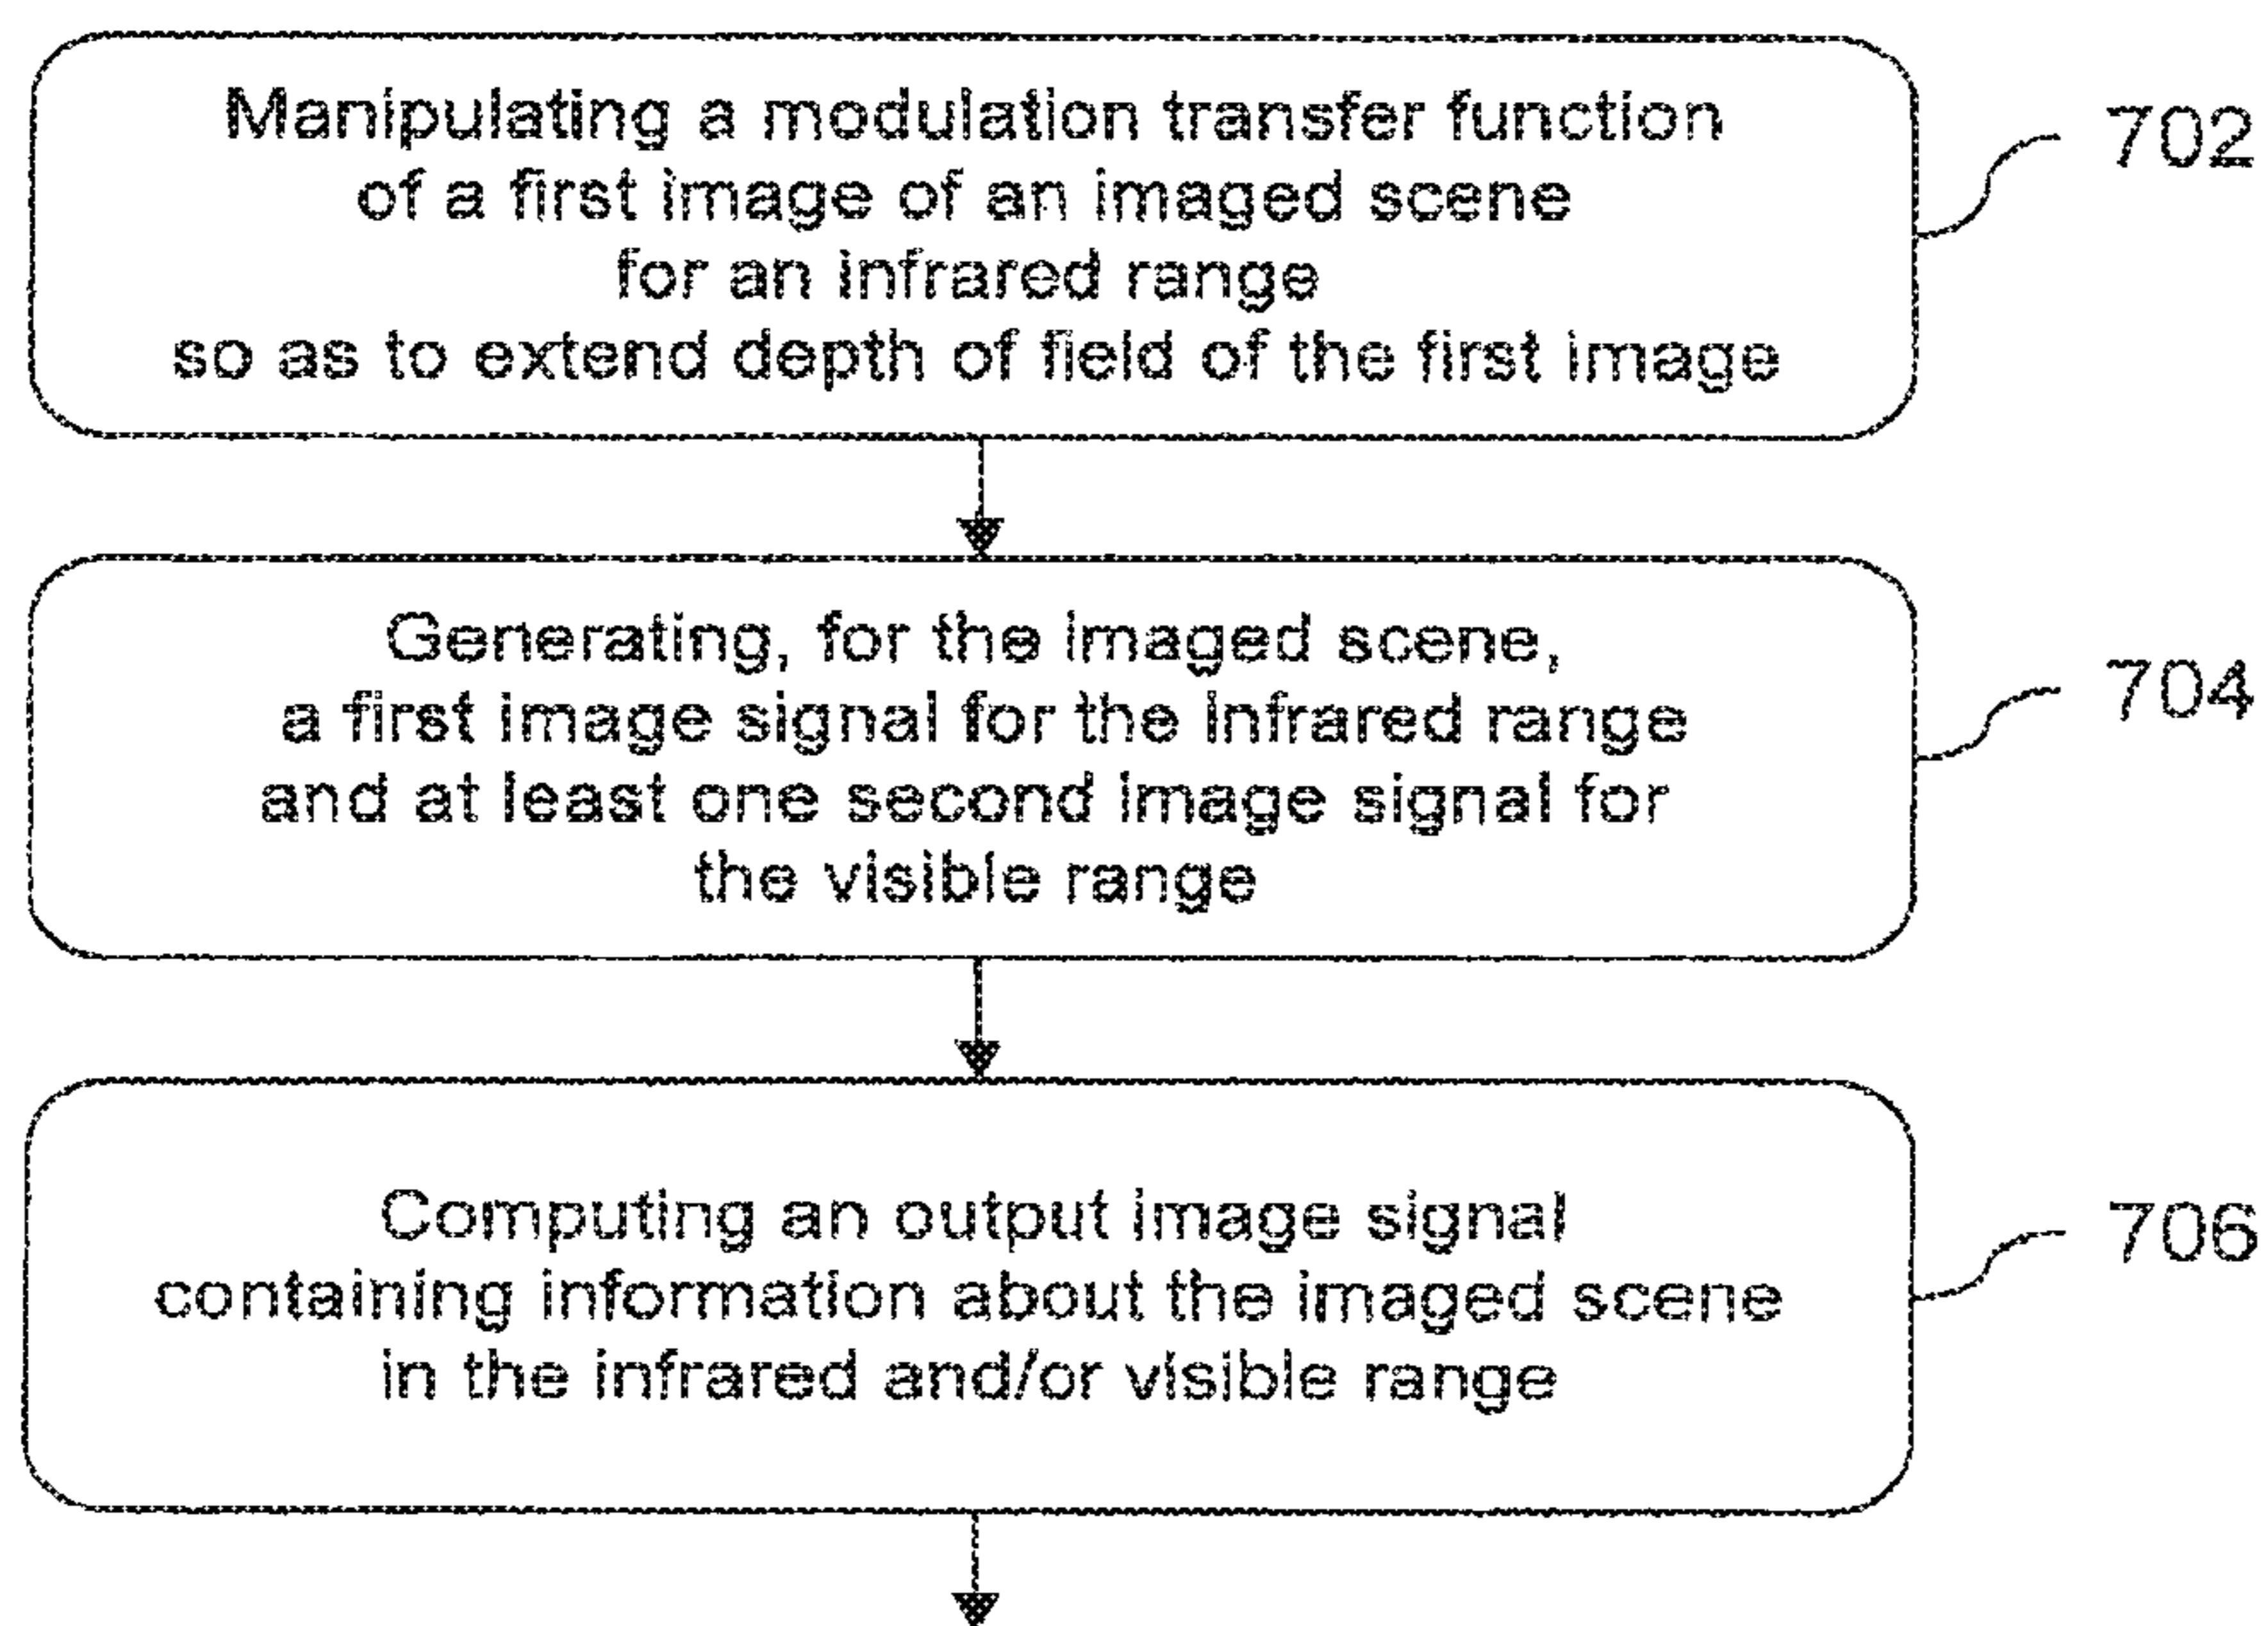 Manipulating a modulation transfer function
of a first image of an imaged scene
for an infrared range
so as to extend depth of field of the first image
702
Generating, for the imaged scene,
a first image signal for the infrared range
and at least one second image signal for
the visible range
704
Computing an output image signal
containing information about the imaged scene
in the infrared and/or visible range
706